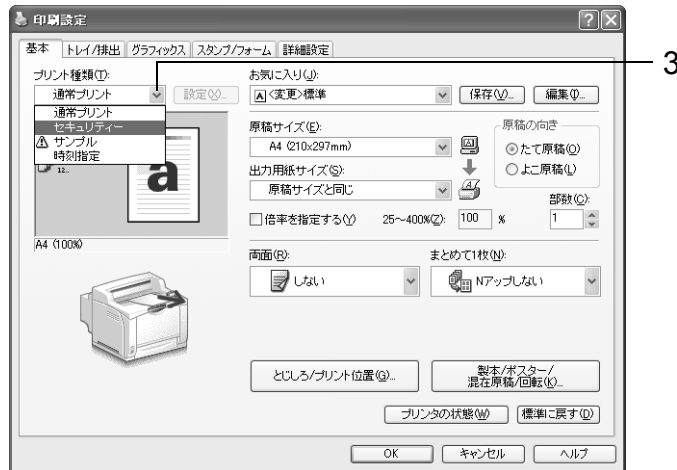 印刷設定
基本 トレイ/排出 グラフィックス スタンプ/フォーム 詳細設定
プリント種類(T):
通常プリント 設定(X)...
通常プリント
セキュリティー
サンプル
時刻指定
12..
a
A4 (100%)
お気に入り(J):
A <変更>標準 保存(V)... 編集(I)...
原稿サイズ(E):
A4 (210x297mm)
出力用紙サイズ(S):
原稿サイズと同じ
原稿の向き
たて原稿(O)
よこ原稿(L)
倍率を指定する(Y) 25～400%(Z): 100 %
部数(C):
1
両面(R):
しない
まとめて1枚(N):
Nアップしない
とじしろ/プリント位置(G)...
製本/ポスター/
混在原稿/回転(K)...
プリンタの状態(W) 標準に戻す(D)
OK キャンセル ヘルプ
3